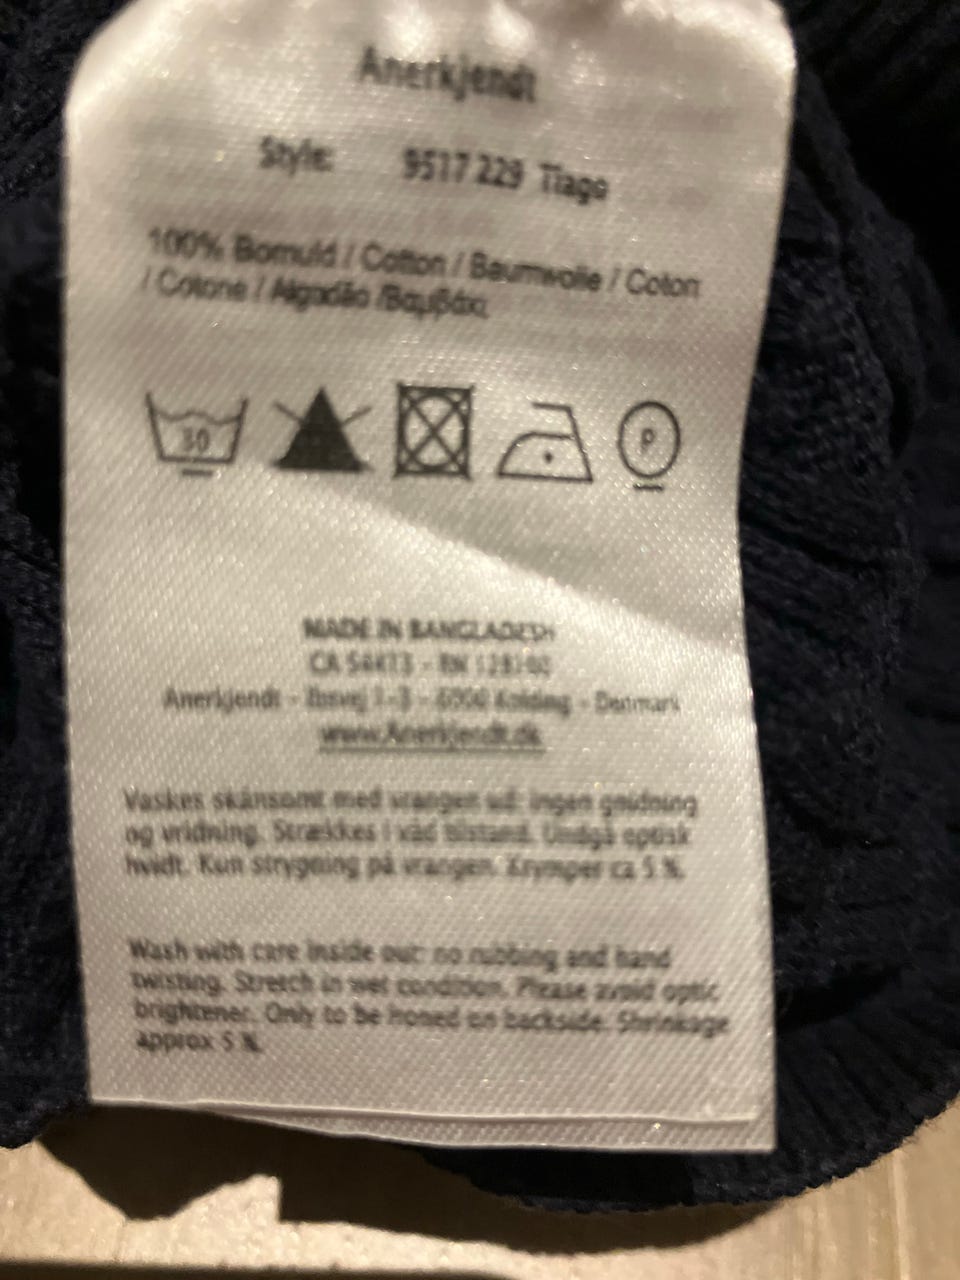 Anerkjendt
Style: 9517 229 Tiago
100% Bomuld / Cotton / Baumwolle / Coton
/ Cotone / Algodão /Βαμβάκι
30
P
MADE IN BANGLADESH
CA 54473 - RN
Anerkjendt - 1-3 - 6000 Kolding - Denmark
www.Anerkjendt.dk
Vaskes skånsomt med vrangen ud: ingen gnidning
og vridning. Strækkes i våd tilstand. Undgå optisk
hvidt. Kun strygning på vrangen. Krymper ca 5 %.
Wash with care inside out: no rubbing and hand
twisting. Stretch in wet condition. Please avoid optic
brightener. Only to be ironed on backside. Shrinkage
approx 5 %.